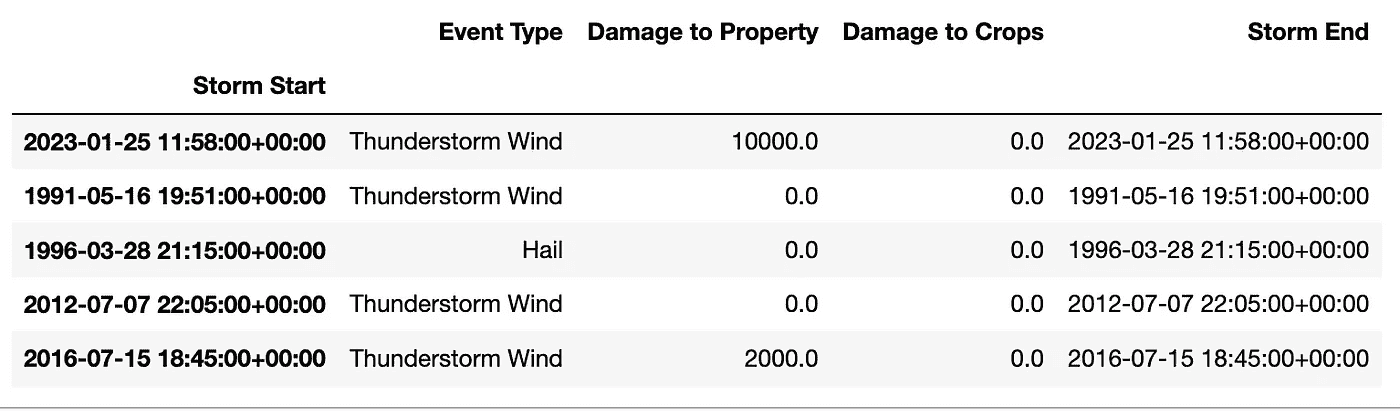 Event Type Damage to Property Damage to Crops Storm End
Storm Start
2023-01-25 11:58:00+00:00 Thunderstorm Wind 10000.0 0.0 2023-01-25 11:58:00+00:00
1991-05-16 19:51:00+00:00 Thunderstorm Wind 0.0 0.0 1991-05-16 19:51:00+00:00
1996-03-28 21:15:00+00:00 Hail 0.0 0.0 1996-03-28 21:15:00+00:00
2012-07-07 22:05:00+00:00 Thunderstorm Wind 0.0 0.0 2012-07-07 22:05:00+00:00
2016-07-15 18:45:00+00:00 Thunderstorm Wind 2000.0 0.0 2016-07-15 18:45:00+00:00